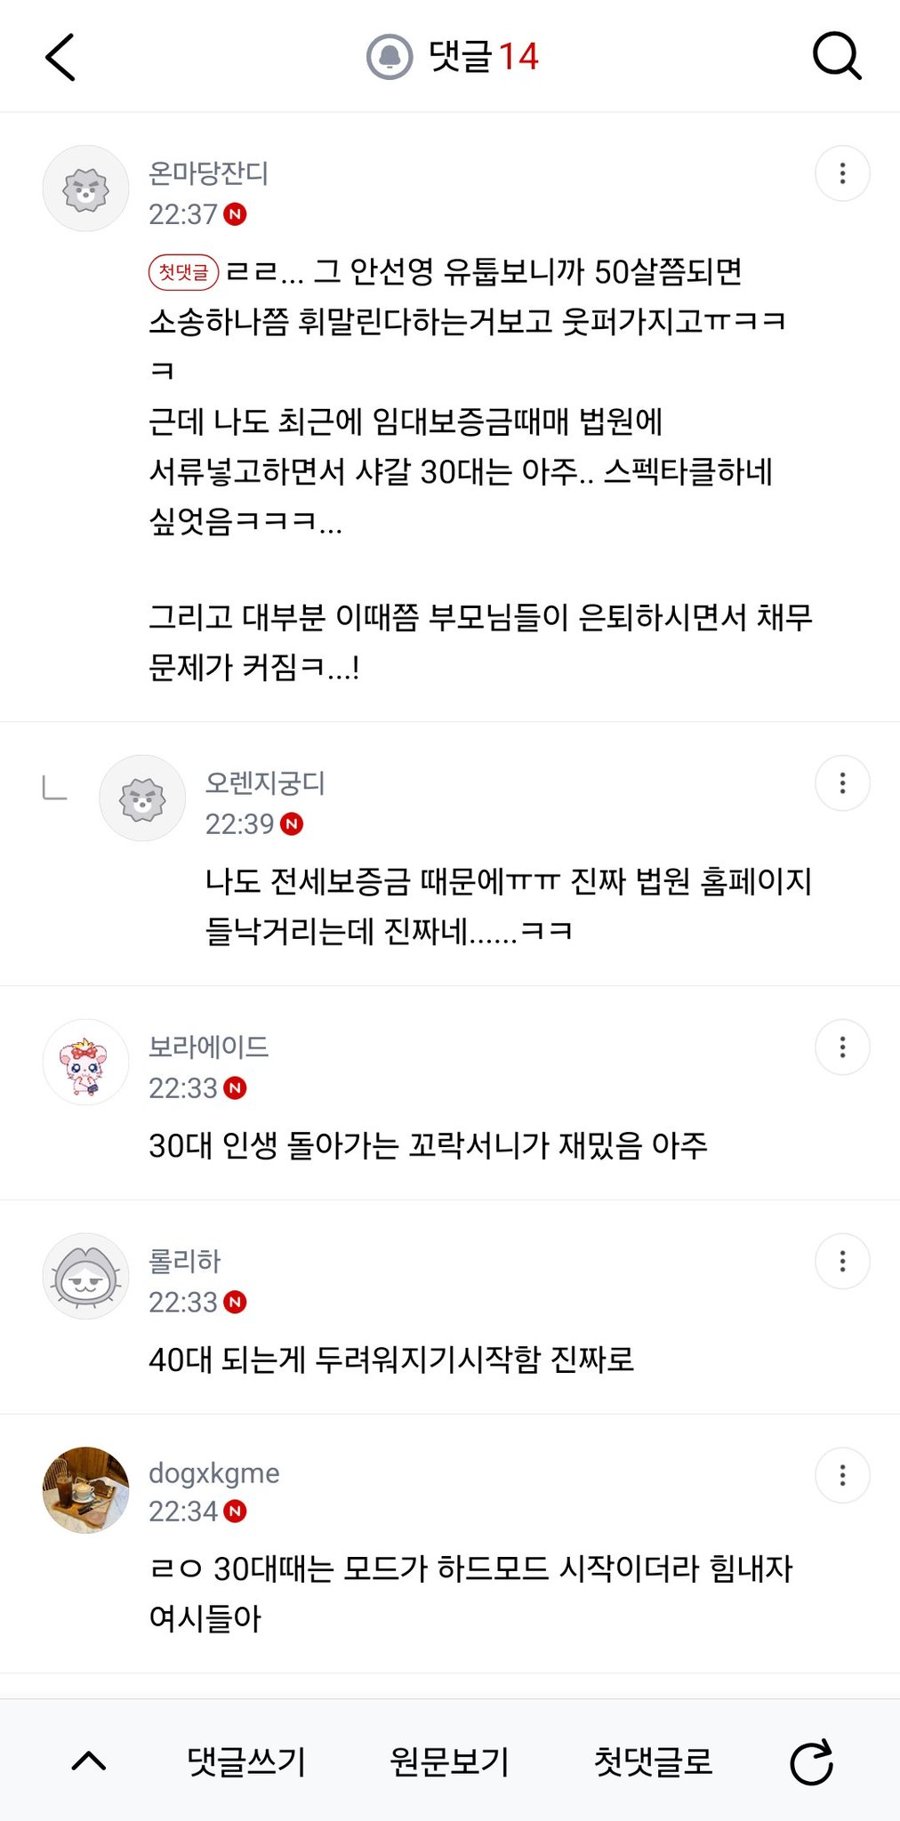 댓글 14
온마당잔디
22:37 N
첫댓글 ㄹㄹ... 그 안선영 유튭보니까 50살쯤되면
소송하나쯤 휘말린다하는거보고 웃퍼가지고ㅠㅋㅋ
ㅋ
근데 나도 최근에 임대보증금때매 법원에
서류넣고하면서 샤갈 30대는 아주.. 스펙타클하네
싶엇음ㅋㅋㅋ...
그리고 대부분 이때쯤 부모님들이 은퇴하시면서 채무
문제가 커짐ㅋ...!
오렌지궁디
22:39 N
나도 전세보증금 때문에ㅠㅠ 진짜 법원 홈페이지
들낙거리는데 진짜네......ㅋㅋ
보라에이드
22:33 N
30대 인생 돌아가는 꼬락서니가 재밌음 아주
롤리하
22:33 N
40대 되는게 두려워지기시작함 진짜로
dogxkgme
22:34 N
ㄹㅇ 30대때는 모드가 하드모드 시작이더라 힘내자
여시들아
댓글쓰기 원문보기 첫댓글로